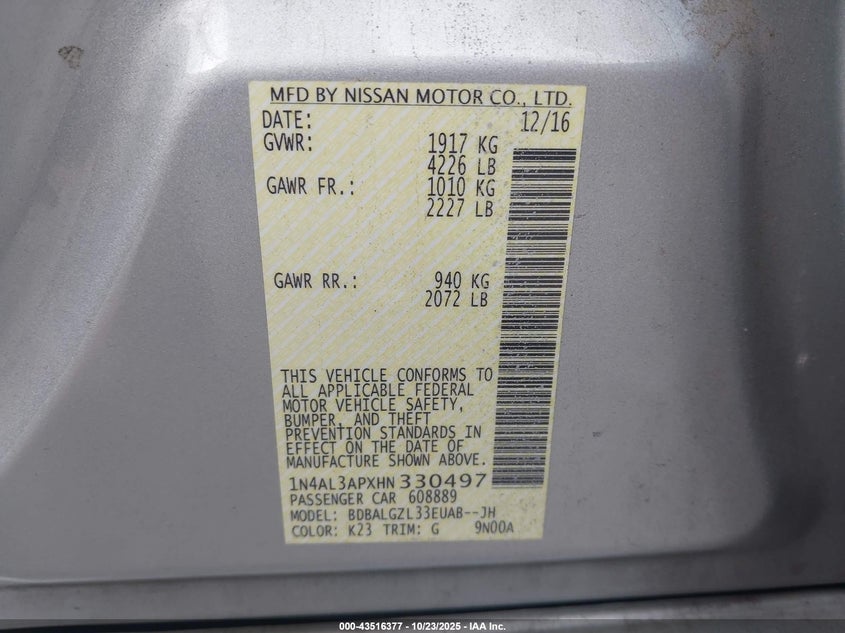 MFD BY NISSAN MOTOR CO., LTD.
DATE: 12/16
GVWR: 1917 KG
4226 LB
GAWR FR.: 1010 KG
2227 LB
GAWR RR.: 940 KG
2072 LB
THIS VEHICLE CONFORMS TO
ALL APPLICABLE FEDERAL
MOTOR VEHICLE SAFETY,
BUMPER, AND THEFT
PREVENTION STANDARDS IN
EFFECT ON THE DATE OF
MANUFACTURE SHOWN ABOVE.
1N4AL3APXHN330497
PASSENGER CAR 608889
MODEL: BDBALGZL33EUAB--JH
COLOR: K23 TRIM: G 9N00A
000-43516377 - 10/23/2025 - IAA Inc.